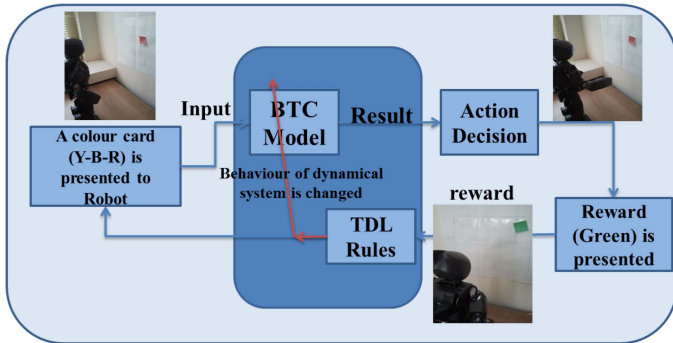 Input
BTC
Model
Result
Action
Decision
A colour card
(Y-B-R) is
presented to
Robot
Behaviour of dynamical
system is changed
reward
TDL
Rules
Reward
(Green) is
presented